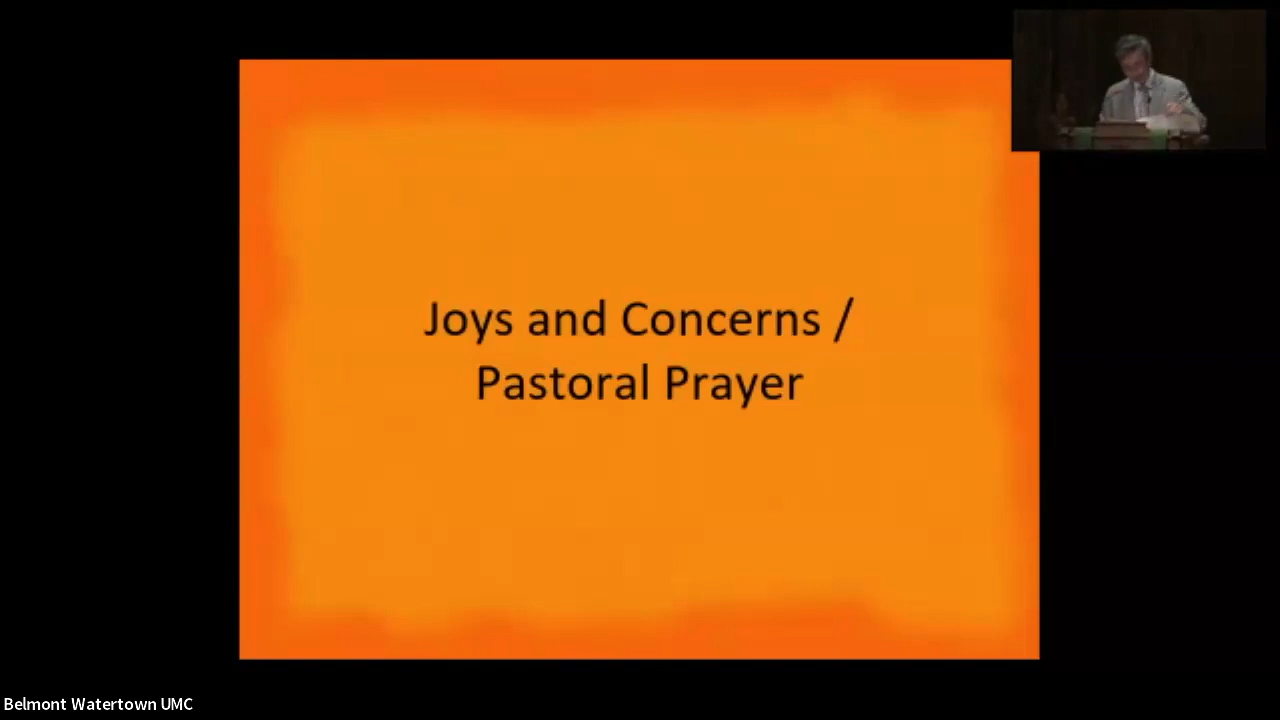 Joys and Concerns /
Pastoral Prayer
Belmont Watertown UMC